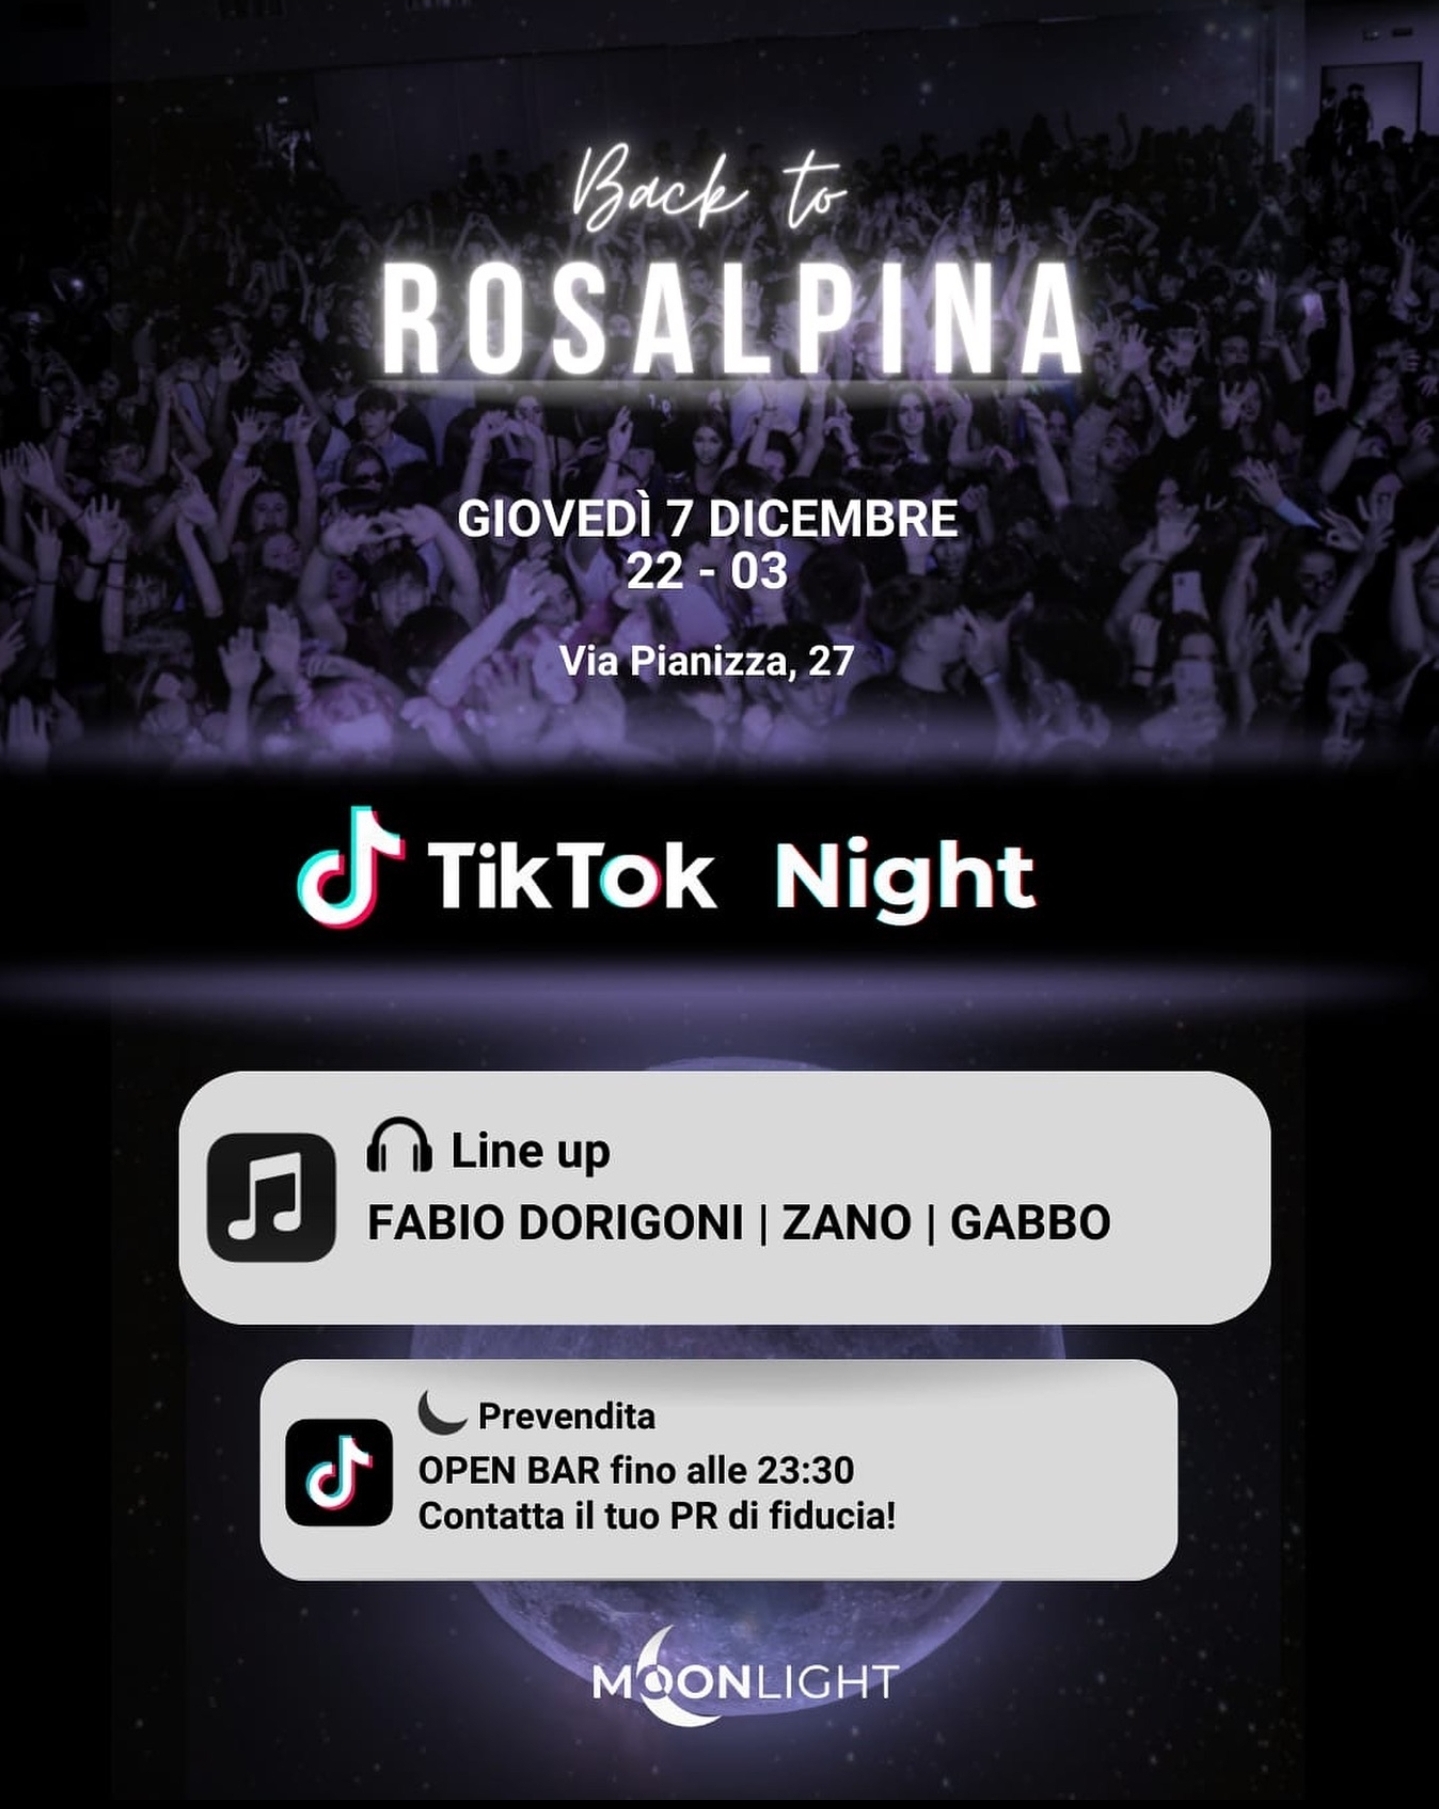 Back to
ROSALPINA
GIOVEDÌ 7 DICEMBRE
22 - 03
Via Pianizza, 27
TikTok Night
Line up
FABIO DORIGONI | ZANO | GABBO
Prevendita
OPEN BAR fino alle 23:30
Contatta il tuo PR di fiducia!
MOONLIGHT